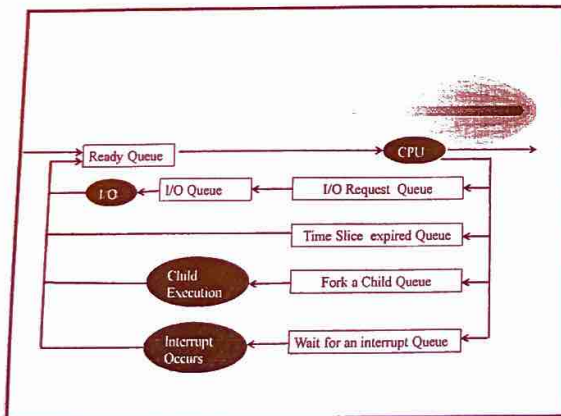 Ready Queue
CPU
I/O
I/O Queue
I/O Request Queue
Time Slice expired Queue
Child
Execution
Fork a Child Queue
Interrupt
Occurs
Wait for an interrupt Queue